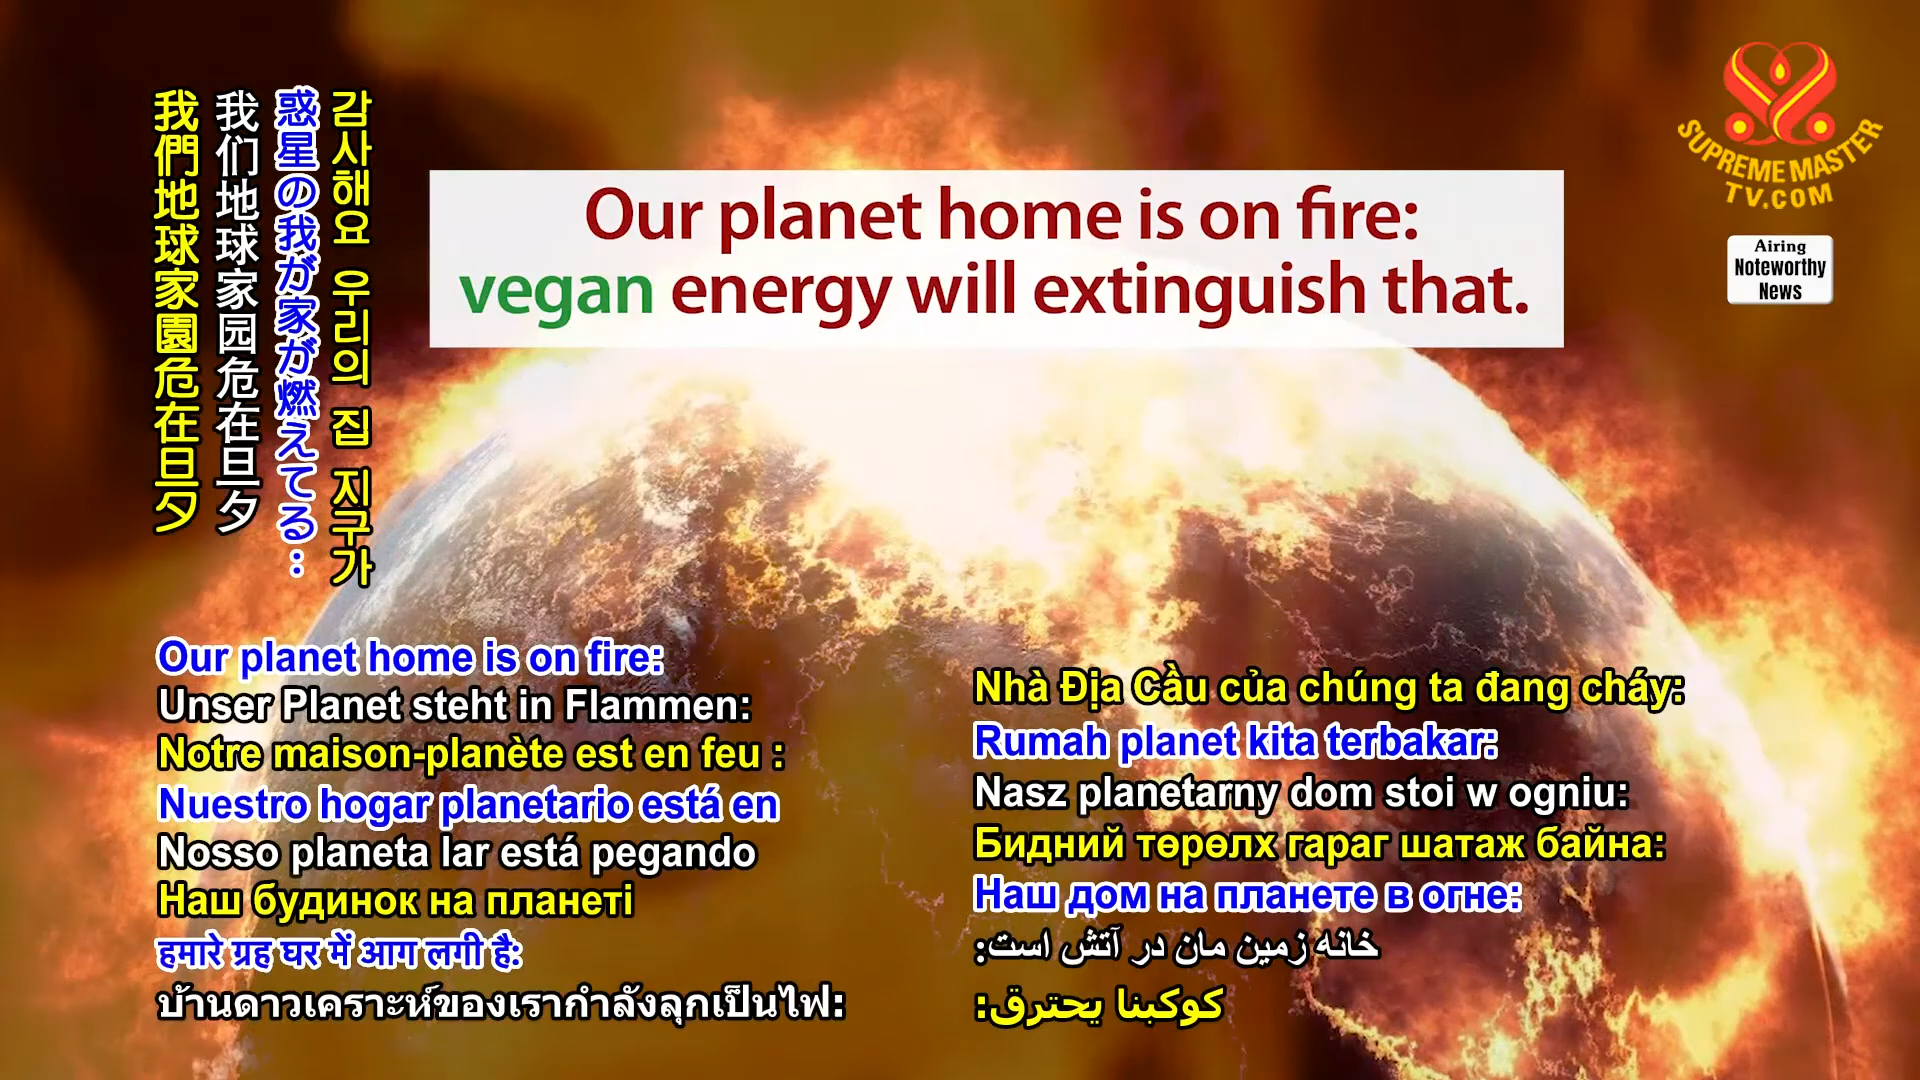 Our planet home is on fire:
vegan energy will extinguish that.
SUPREME MASTER
TV.COM
Airing
Noteworthy
News
我們地球家園危在旦夕
我们地球家园危在旦夕
惑星の我が家が燃えてる：
감사해요 우리의 집 지구가
Our planet home is on fire:
Unser Planet steht in Flammen:
Notre maison-planète est en feu :
Nuestro hogar planetario está en
Nosso planeta lar está pegando
Наш будинок на планеті
हमारे ग्रह घर में आग लगी है:
บ้านดาวเคราะห์ของเรากำลังลุกเป็นไฟ:
Nhà Địa Cầu của chúng ta đang cháy:
Rumah planet kita terbakar:
Nasz planetarny dom stoi w ogniu:
Бидний төрөлх гараг шатаж байна:
Наш дом на планете в огне:
خانه زمین مان در آتش است:
كوكبنا يحترق: